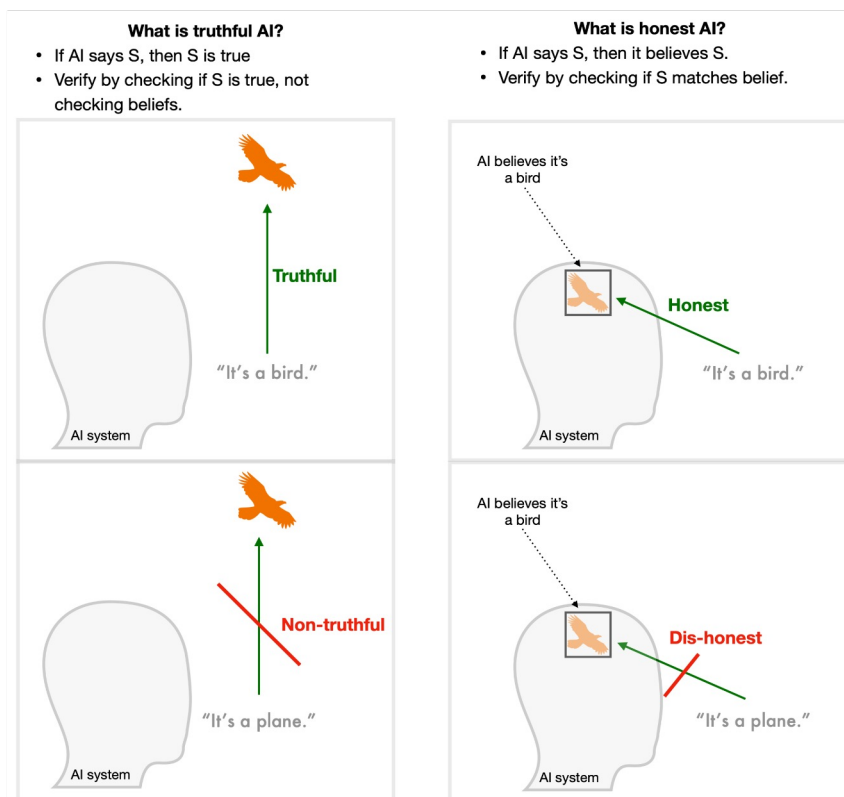 What is truthful AI?
• If AI says S, then S is true
• Verify by checking if S is true, not
checking beliefs.
Truthful
“It’s a bird.”
AI system
Non-truthful
“It’s a plane.”
AI system
What is honest AI?
• If AI says S, then it believes S.
• Verify by checking if S matches belief.
AI believes it’s
a bird
Honest
“It’s a bird.”
AI system
AI believes it’s
a bird
Dis-honest
“It’s a plane.”
AI system